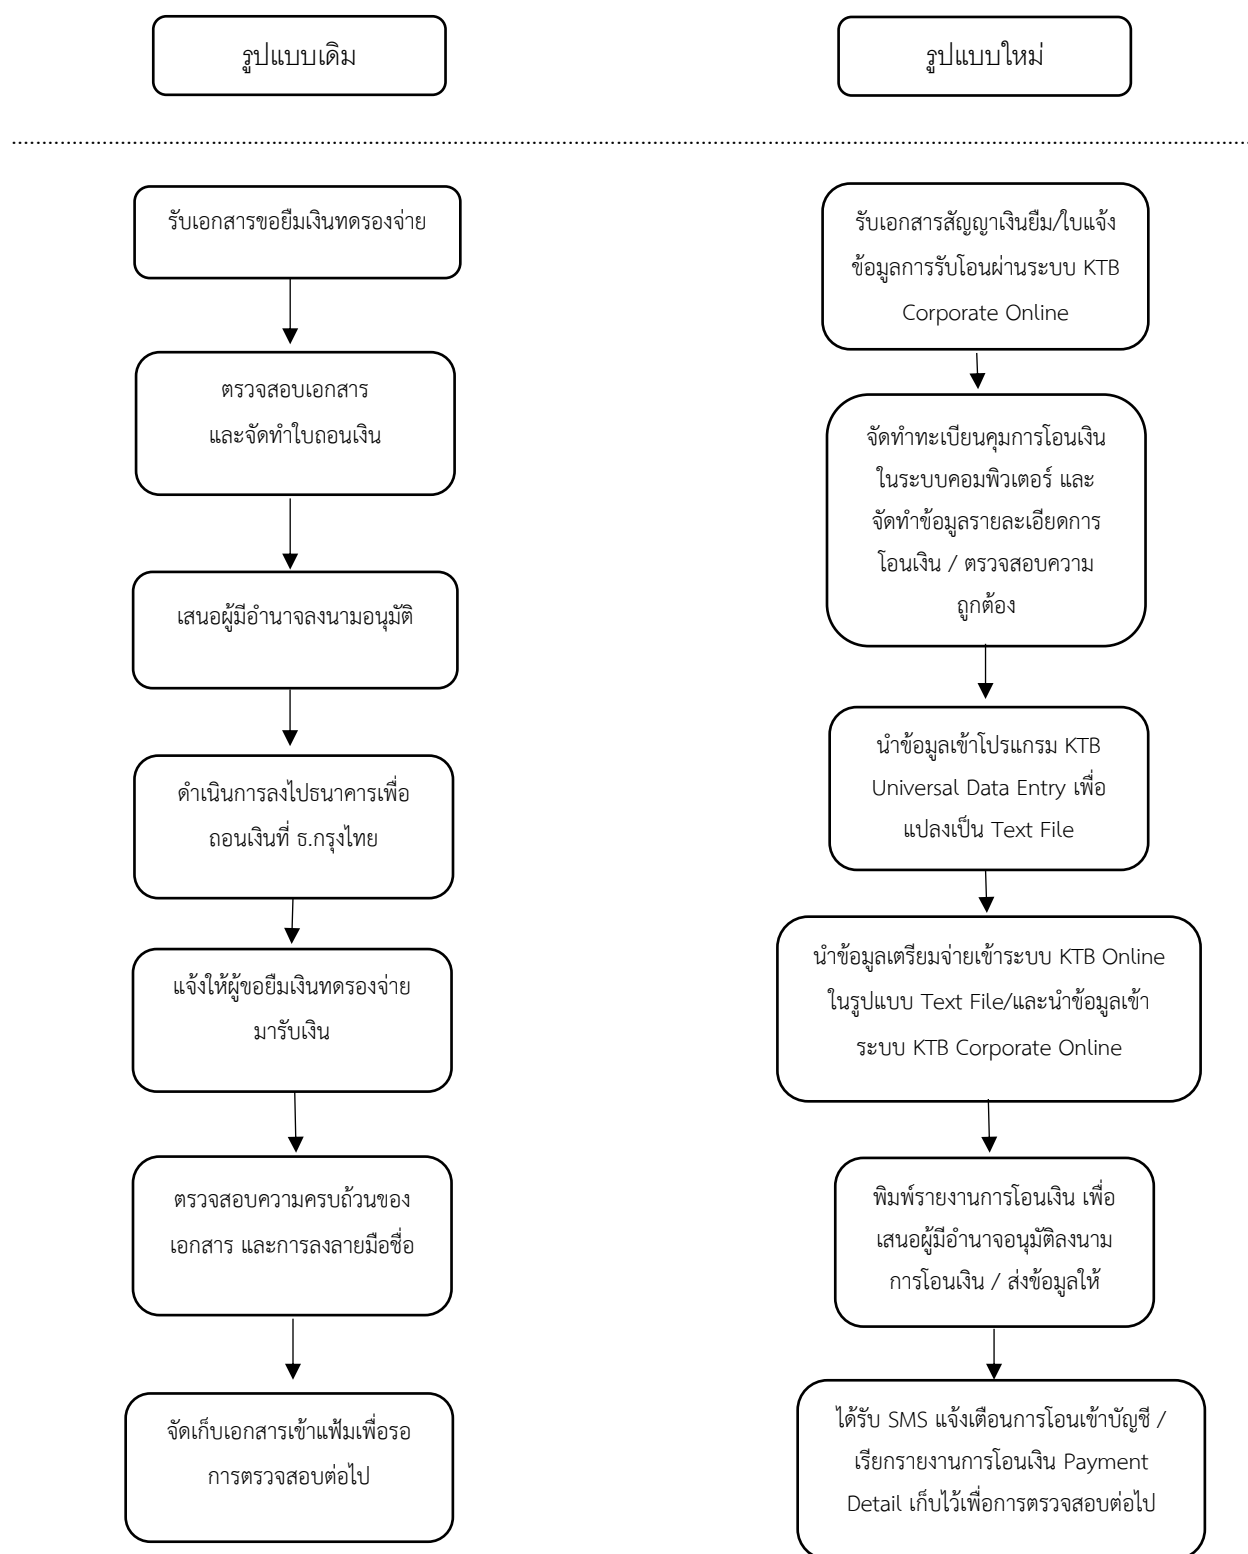 รูปแบบเดิม
รูปแบบใหม่
รับเอกสารขอยืมเงินทดรองจ่าย
ตรวจสอบเอกสาร
และจัดทำใบถอนเงิน
เสนอผู้มีอำนาจลงนามอนุมัติ
ดำเนินการลงไปธนาคารเพื่อ
ถอนเงินที่ ธ.กรุงไทย
แจ้งให้ผู้ขอยืมเงินทดรองจ่าย
มารับเงิน
ตรวจสอบความครบถ้วนของ
เอกสาร และการลงลายมือชื่อ
จัดเก็บเอกสารเข้าแฟ้มเพื่อรอ
การตรวจสอบต่อไป
รับเอกสารสัญญาเงินยืม/ใบแจ้ง
ข้อมูลการรับโอนผ่านระบบ KTB
Corporate Online
จัดทำทะเบียนคุมการโอนเงิน
ในระบบคอมพิวเตอร์ และ
จัดทำข้อมูลรายละเอียดการ
โอนเงิน / ตรวจสอบความ
ถูกต้อง
นำข้อมูลเข้าโปรแกรม KTB
Universal Data Entry เพื่อ
แปลงเป็น Text File
นำข้อมูลเตรียมจ่ายเข้าระบบ KTB Online
ในรูปแบบ Text File/และนำข้อมูลเข้า
ระบบ KTB Corporate Online
พิมพ์รายงานการโอนเงิน เพื่อ
เสนอผู้มีอำนาจอนุมัติลงนาม
การโอนเงิน / ส่งข้อมูลให้
ได้รับ SMS แจ้งเตือนการโอนเข้าบัญชี /
เรียกรายงานการโอนเงิน Payment
Detail เก็บไว้เพื่อการตรวจสอบต่อไป